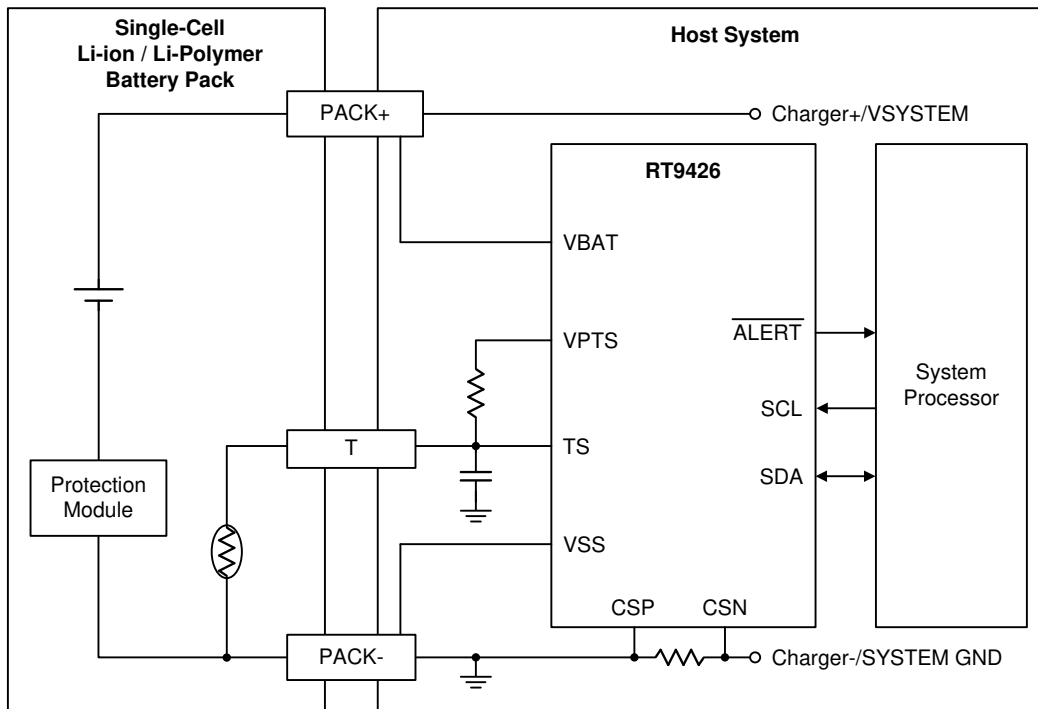 Single-Cell
Li-ion / Li-Polymer
Battery Pack
Host System
PACK+
Charger+/VSYSTEM
RT9426
VBAT
VPTS
ALERT
System
Processor
SCL
T
TS
SDA
Protection
Module
VSS
CSP
CSN
PACK-
Charger-/SYSTEM GND